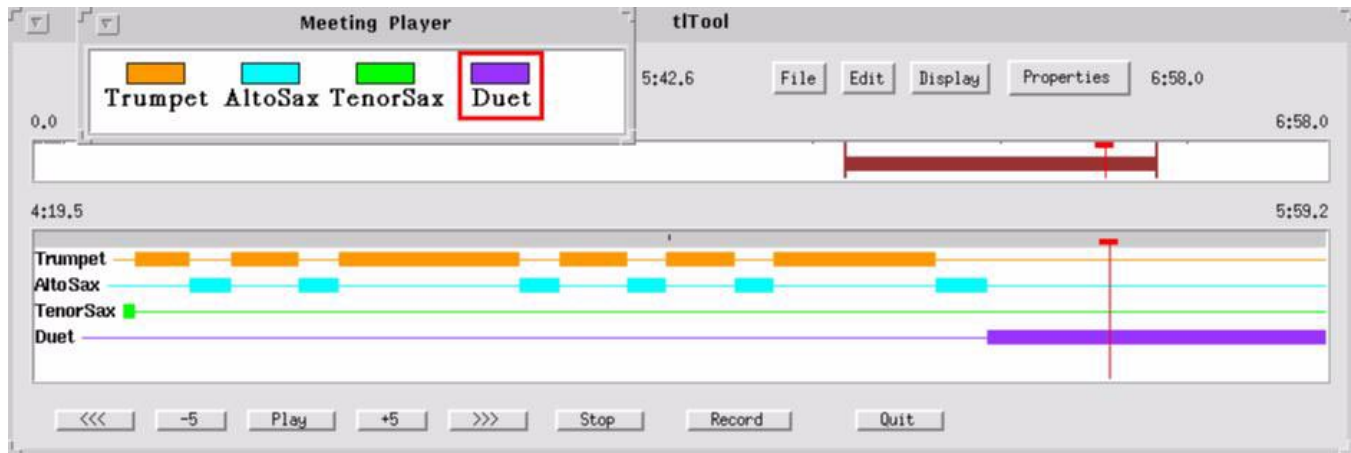 Meeting Player
tlTool
Trumpet AltoSax TenorSax Duet
5:42.6 File Edit Display Properties 6:58.0
0.0 6:58.0
4:19.5 5:59.2
Trumpet
AltoSax
TenorSax
Duet
<<< -5 Play +5 >>> Stop Record Quit